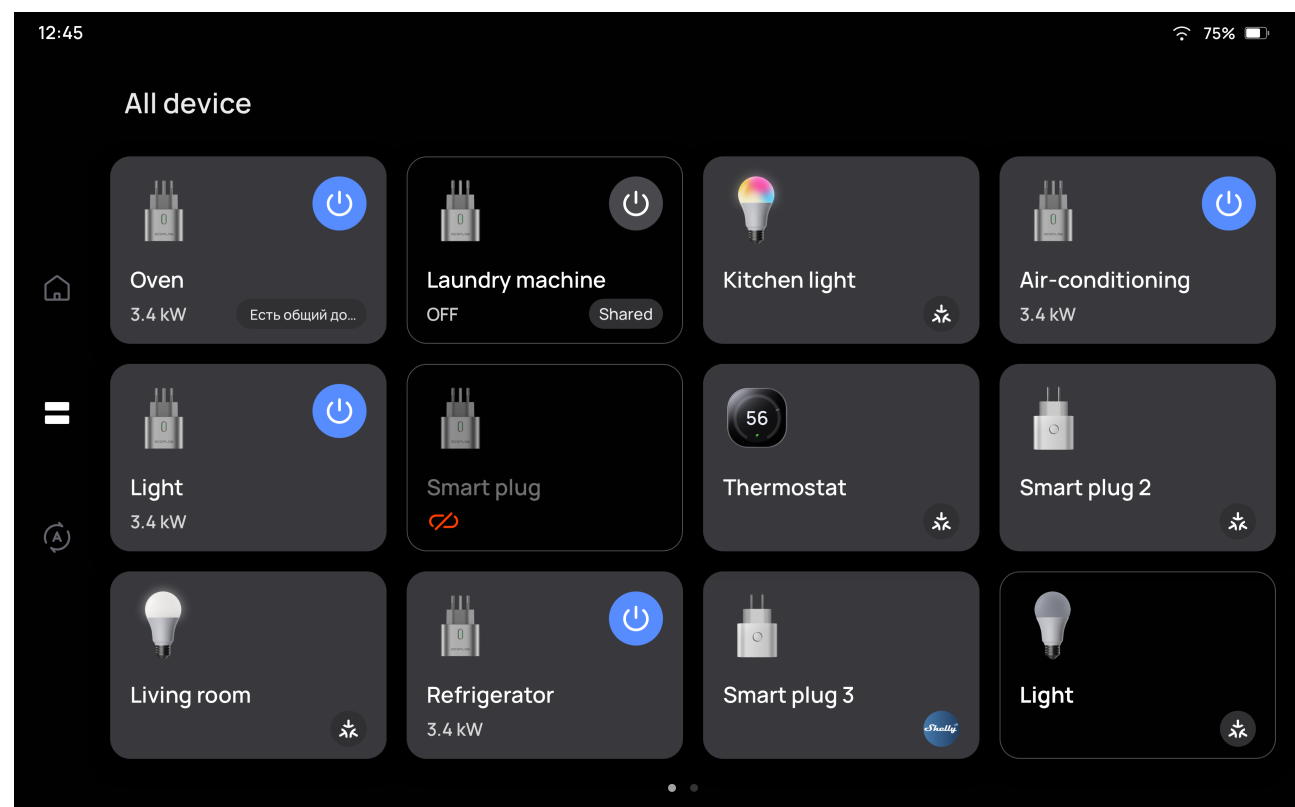 12:45
75%
All device
Oven
3.4 kW
Есть общий до…
Laundry machine
OFF
Shared
Kitchen light
Air-conditioning
3.4 kW
Light
3.4 kW
Smart plug
56
Thermostat
Smart plug 2
A
Living room
Refrigerator
3.4 kW
Smart plug 3
Shelly
Light